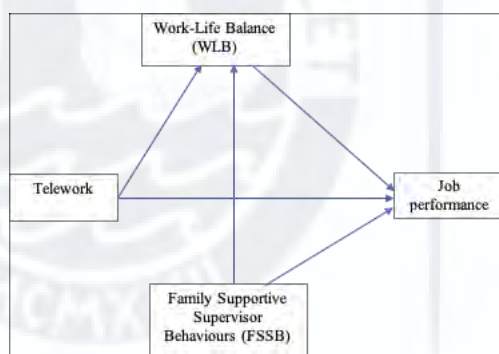 Work-Life Balance
(WLB)
Telework
Job
performance
Family Supportive
Supervisor
Behaviours (FSSB)